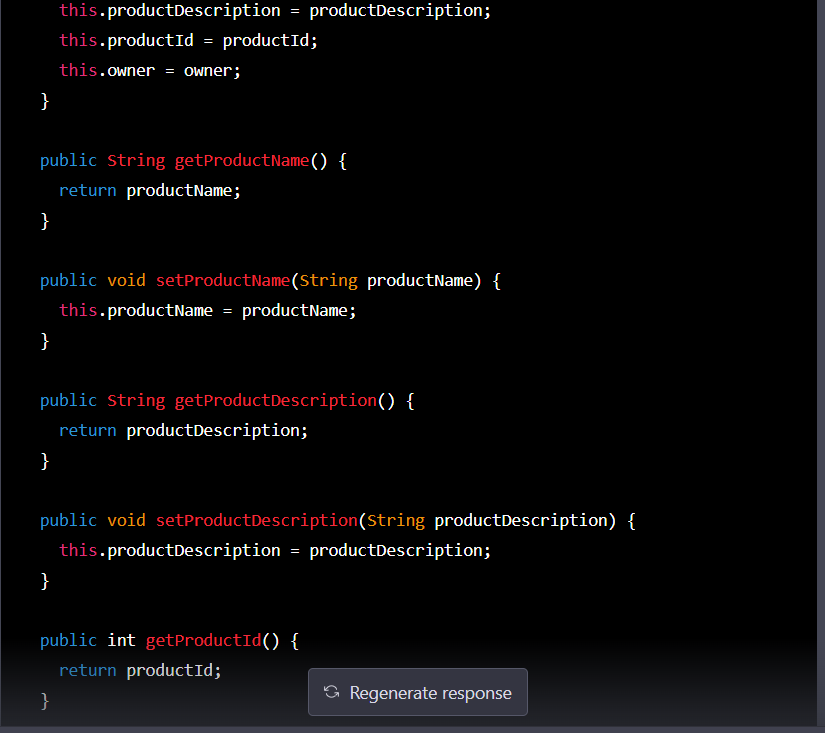 this.productDescription = productDescription;
this.productId = productId;
this.owner = owner;
}
public String getProductName() {
return productName;
}
public void setProductName(String productName) {
this.productName = productName;
}
public String getProductDescription() {
return productDescription;
}
public void setProductDescription(String productDescription) {
this.productDescription = productDescription;
}
public int getProductId() {
return productId;
}
Regenerate response